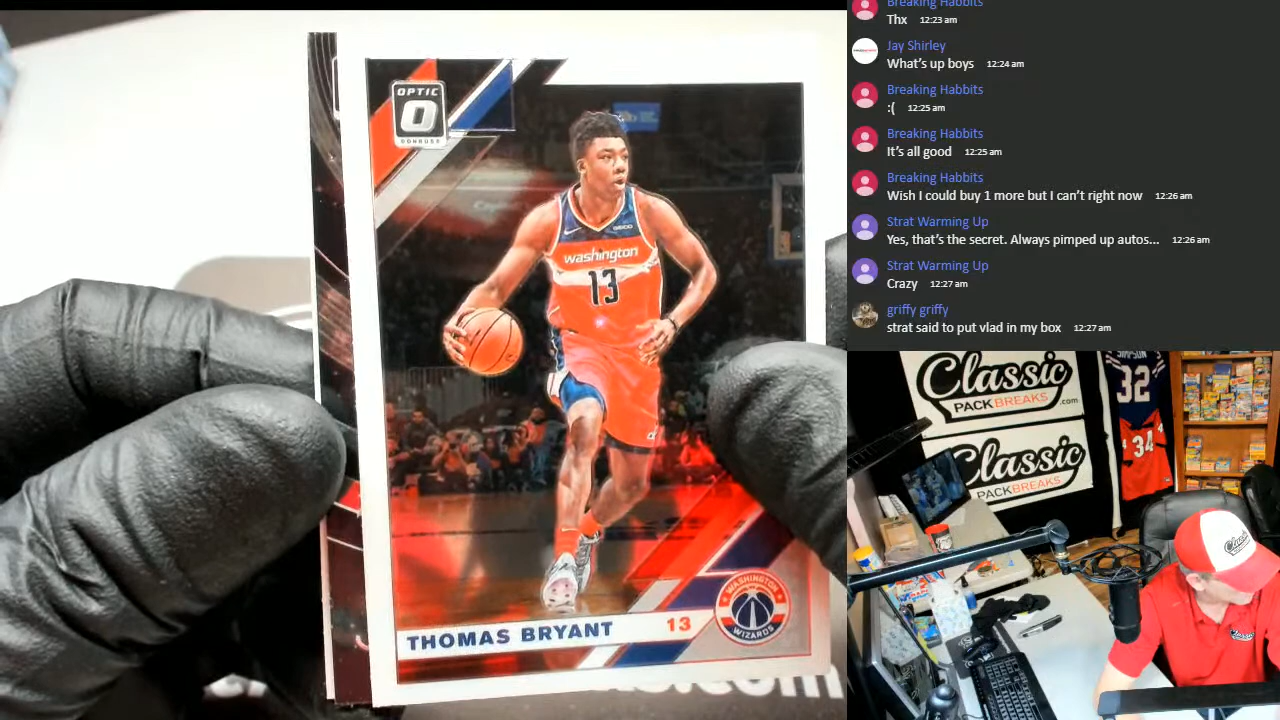 OPTIC
DONRUSS
GEICO
washington
13
THOMAS BRYANT 13
WASHINGTON
WIZARDS
Breaking Habbits
Thx 12:23 am
Jay Shirley
What's up boys 12:24 am
Breaking Habbits
:( 12:25 am
Breaking Habbits
It's all good 12:25 am
Breaking Habbits
Wish I could buy 1 more but I can't right now 12:26 am
Strat Warming Up
Yes, that's the secret. Always pimped up autos... 12:26 am
Strat Warming Up
Crazy 12:27 am
griffy griffy
strat said to put vlad in my box 12:27 am
Classic
PACKBREAKS.com
Classic
PACKBREAKS
SIMPSON
32
34
Classic